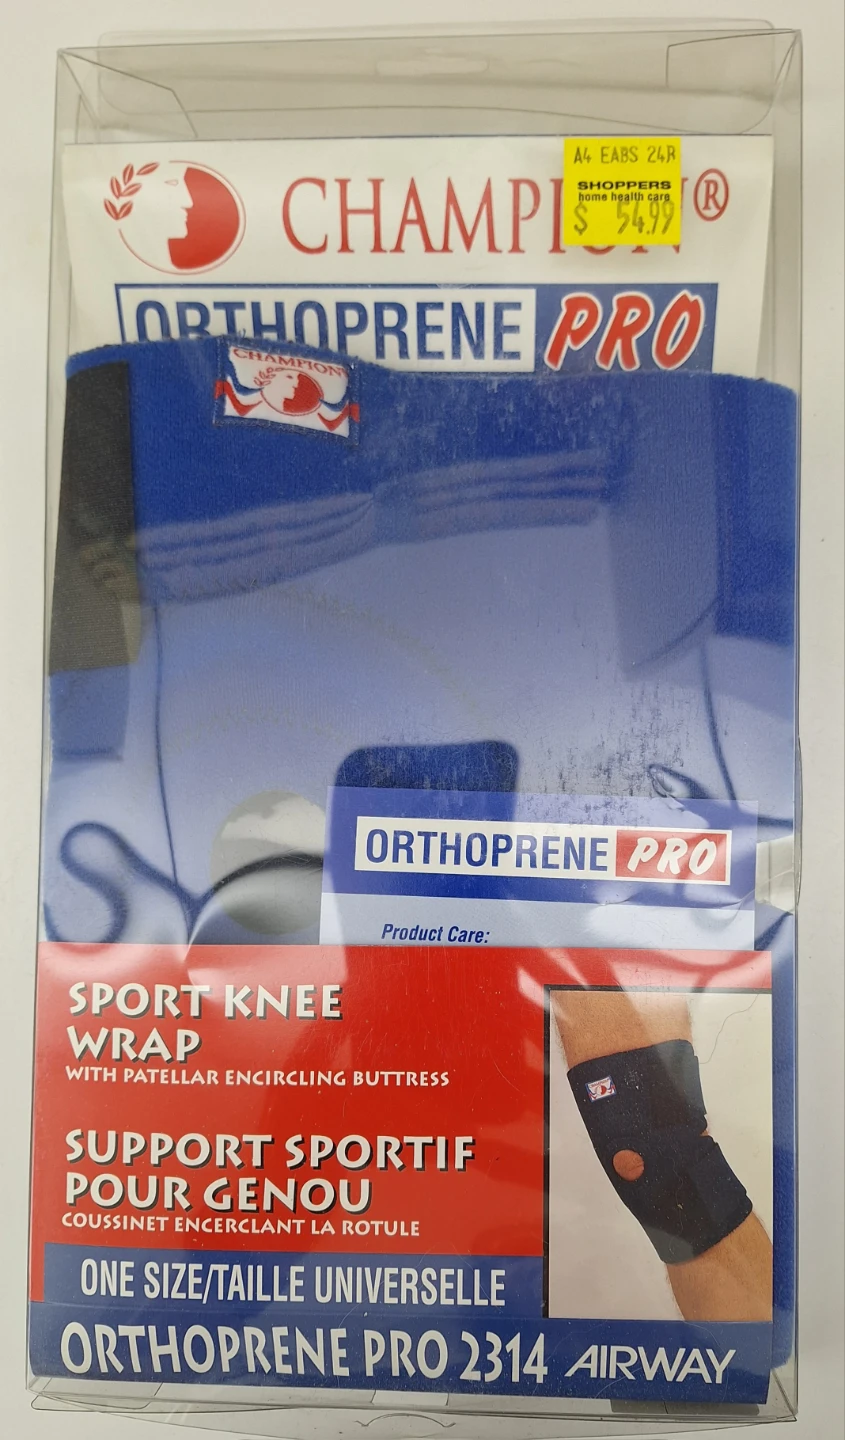 A4 EABS 24R
SHOPPERS
home health care
$ 54.99
CHAMPION®
ORTHOPRENE PRO
CHAMPION
ORTHOPRENE PRO
Product Care:
SPORT KNEE
WRAP
WITH PATELLAR ENCIRCLING BUTTRESS
SUPPORT SPORTIF
POUR GENOU
COUSSINET ENCERCLANT LA ROTULE
ONE SIZE/TAILLE UNIVERSELLE
ORTHOPRENE PRO 2314 AIRWAY